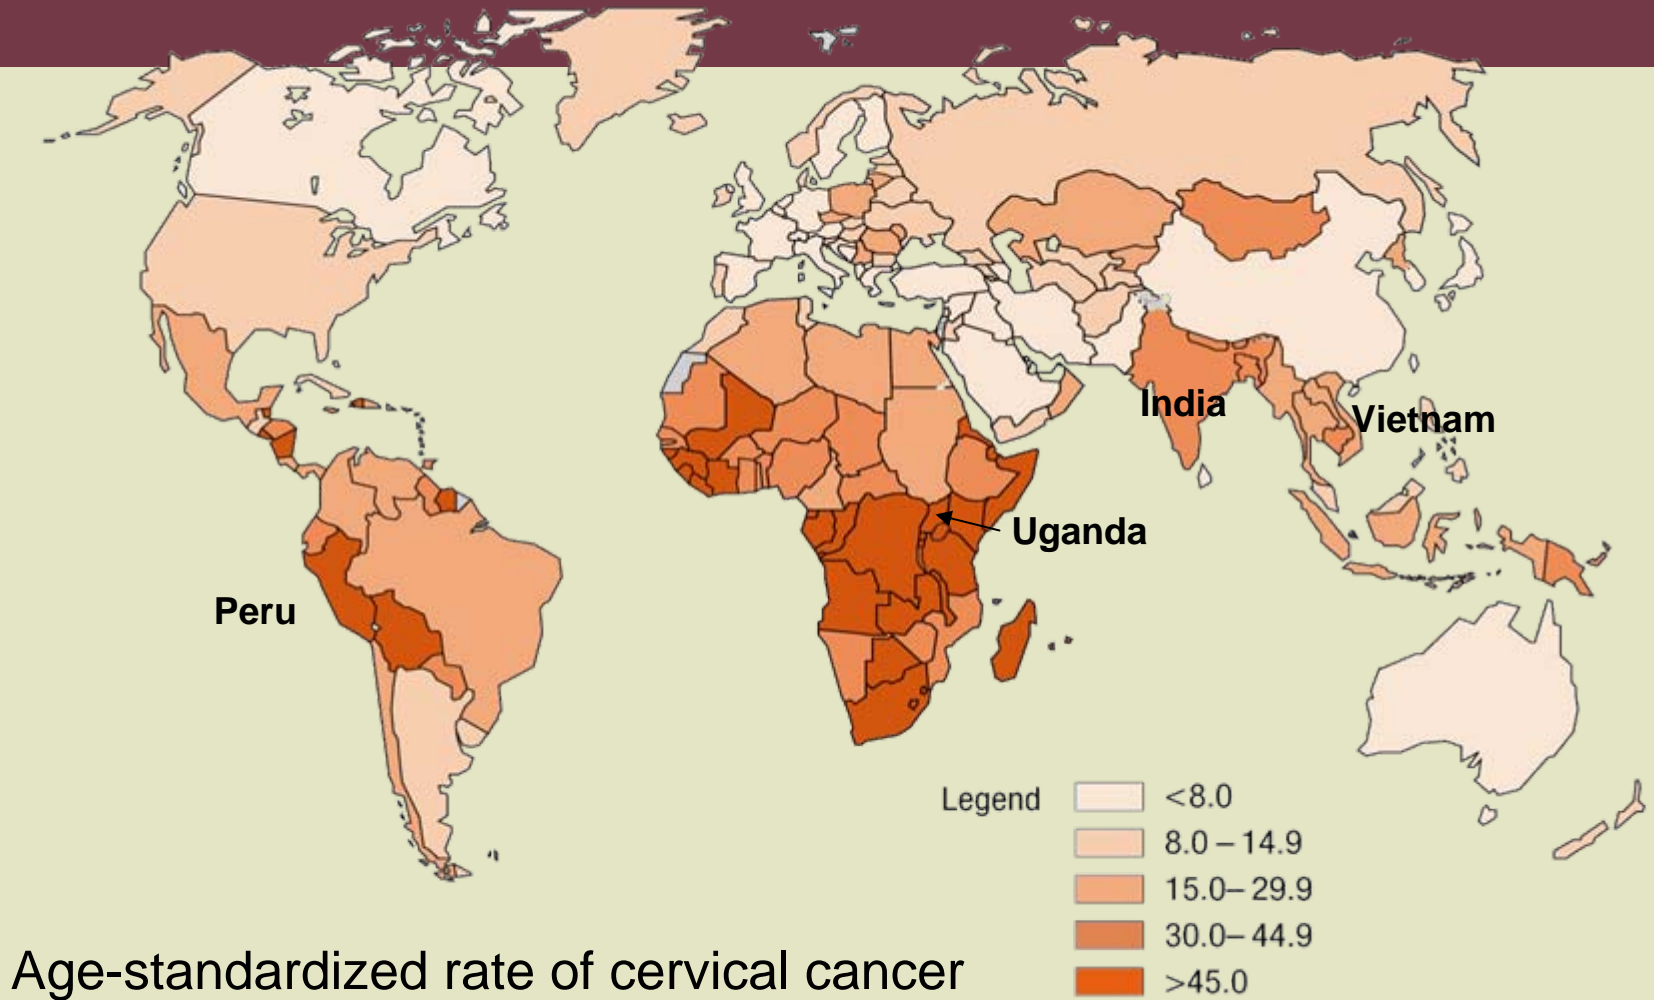 India
Vietnam
Uganda
Peru
Legend
<8.0
8.0 – 14.9
15.0– 29.9
30.0– 44.9
>45.0
Age-standardized rate of cervical cancer